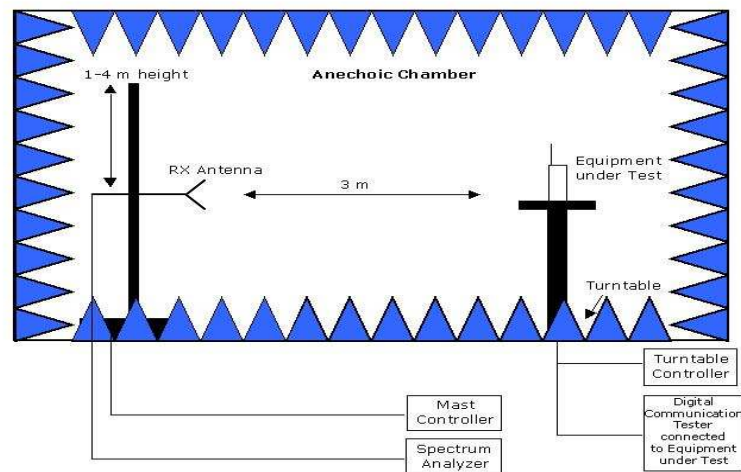 1-4 m height
Anechoic Chamber
RX Antenna
3 m
Equipment
under Test
Turntable
Turntable
Controller
Mast
Controller
Spectrum
Analyzer
Digital
Communication
Tester
connected
to Equipment
under Test